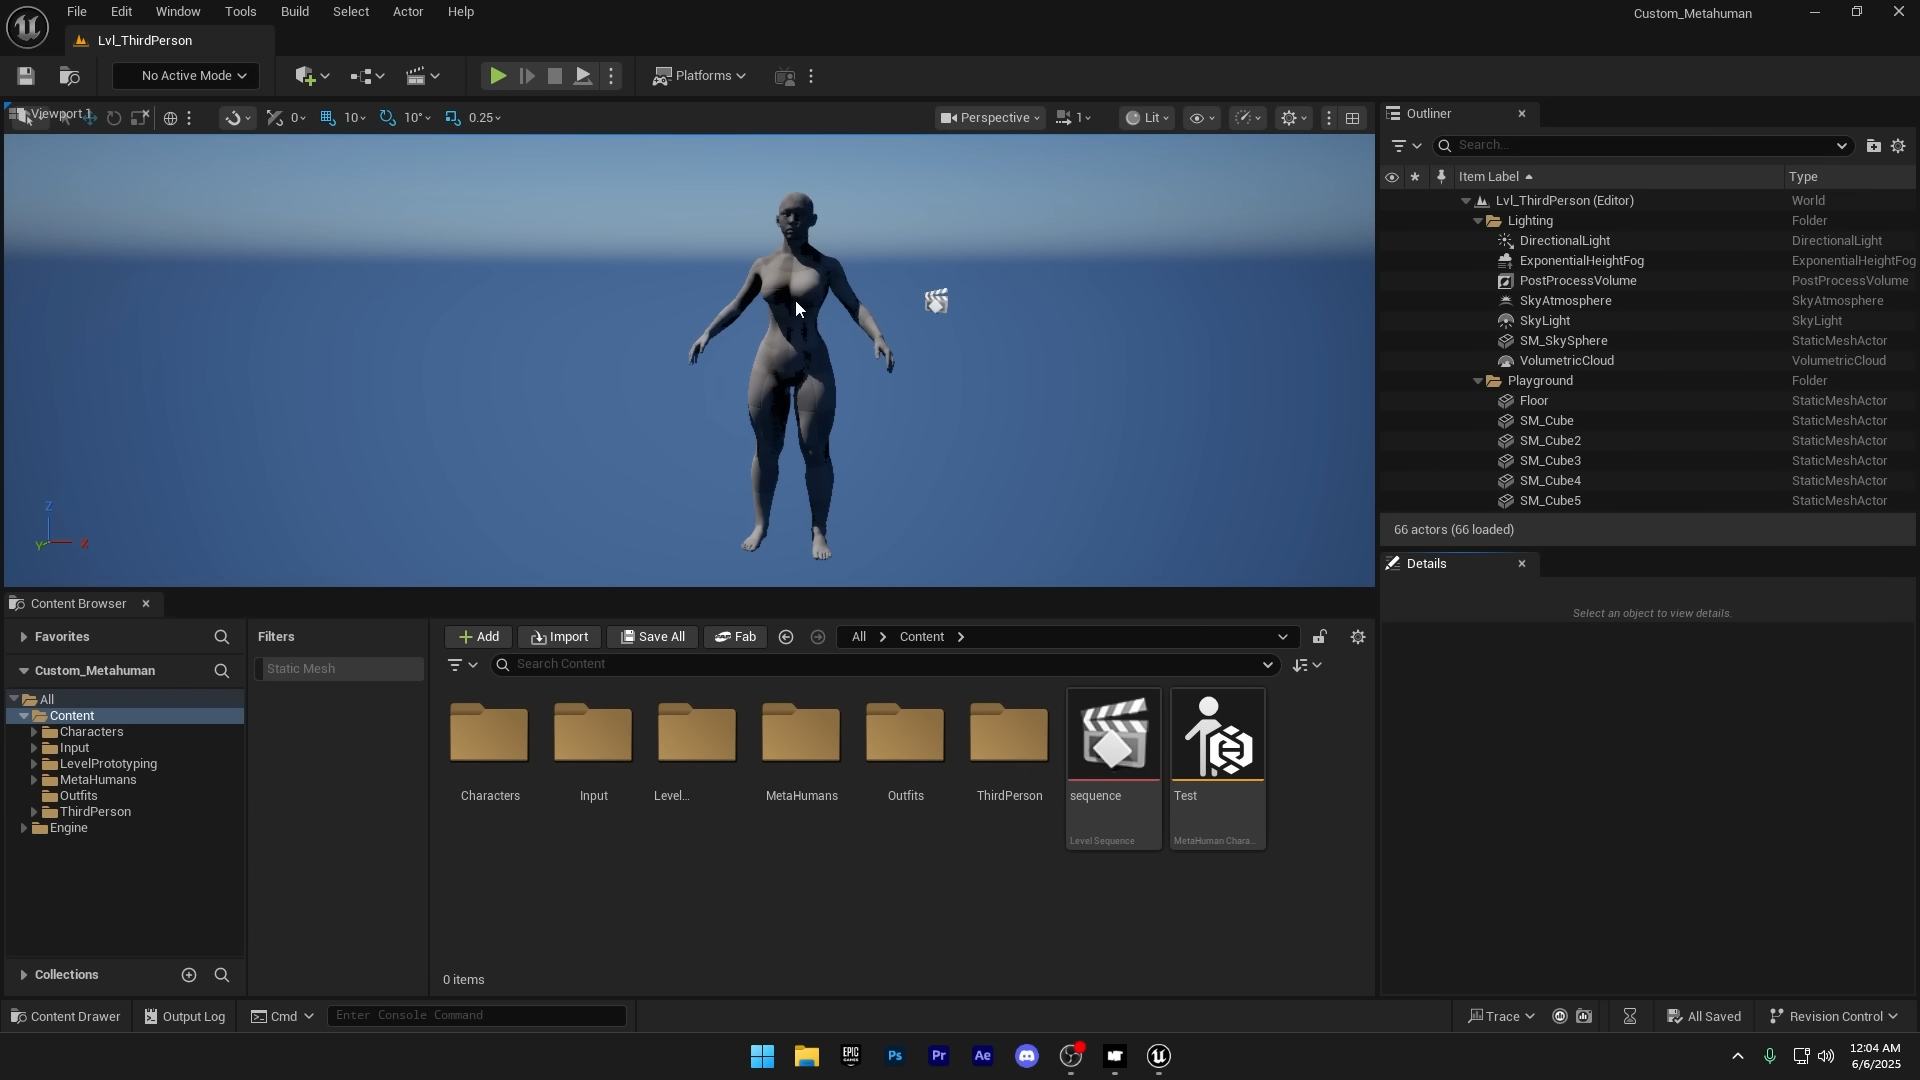 File Edit Window Tools Build Select Actor Help
Custom_Metahuman
Lvl_ThirdPerson
No Active Mode
Platforms
Viewport 1
0
10
10°
0.25
Perspective
1
Lit
Z
Y
X
Outliner
Search...
Item Label Type
Lvl_ThirdPerson (Editor) World
Lighting Folder
DirectionalLight DirectionalLight
ExponentialHeightFog ExponentialHeightFog
PostProcessVolume PostProcessVolume
SkyAtmosphere SkyAtmosphere
SkyLight SkyLight
SM_SkySphere StaticMeshActor
VolumetricCloud VolumetricCloud
Playground Folder
Floor StaticMeshActor
SM_Cube StaticMeshActor
SM_Cube2 StaticMeshActor
SM_Cube3 StaticMeshActor
SM_Cube4 StaticMeshActor
SM_Cube5 StaticMeshActor
66 actors (66 loaded)
Details
Select an object to view details.
Content Browser
Favorites
Custom_Metahuman
All
Content
Characters
Input
LevelPrototyping
MetaHumans
Outfits
ThirdPerson
Engine
Collections
Filters
Static Mesh
Add Import Save All Fab All Content
Search Content
Characters Input Level... MetaHumans Outfits ThirdPerson sequence Test
Level Sequence MetaHuman Chara...
0 items
Content Drawer Output Log Cmd Enter Console Command Trace All Saved Revision Control
EPIC GAMES
Ps
Pr
Ae
12:04 AM
6/6/2025